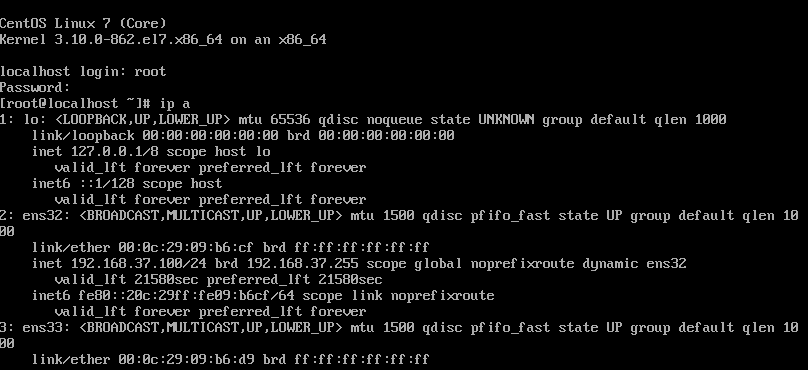 CentOS Linux 7 (Core)
Kernel 3.10.0-862.el7.x86_64 on an x86_64
localhost login: root
Password:
[root@localhost ~]# ip a
1: lo: <LOOPBACK,UP,LOWER_UP> mtu 65536 qdisc noqueue state UNKNOWN group default qlen 1000
link/loopback 00:00:00:00:00:00 brd 00:00:00:00:00:00
inet 127.0.0.1/8 scope host lo
valid_lft forever preferred_lft forever
inet6 ::1/128 scope host
valid_lft forever preferred_lft forever
2: ens32: <BROADCAST,MULTICAST,UP,LOWER_UP> mtu 1500 qdisc pfifo_fast state UP group default qlen 10
00
link/ether 00:0c:29:09:b6:cf brd ff:ff:ff:ff:ff:ff
inet 192.168.37.100/24 brd 192.168.37.255 scope global noprefixroute dynamic ens32
valid_lft 21580sec preferred_lft 21580sec
inet6 fe80::20c:29ff:fe09:b6cf/64 scope link noprefixroute
valid_lft forever preferred_lft forever
3: ens33: <BROADCAST,MULTICAST,UP,LOWER_UP> mtu 1500 qdisc pfifo_fast state UP group default qlen 10
00
link/ether 00:0c:29:09:b6:d9 brd ff:ff:ff:ff:ff:ff